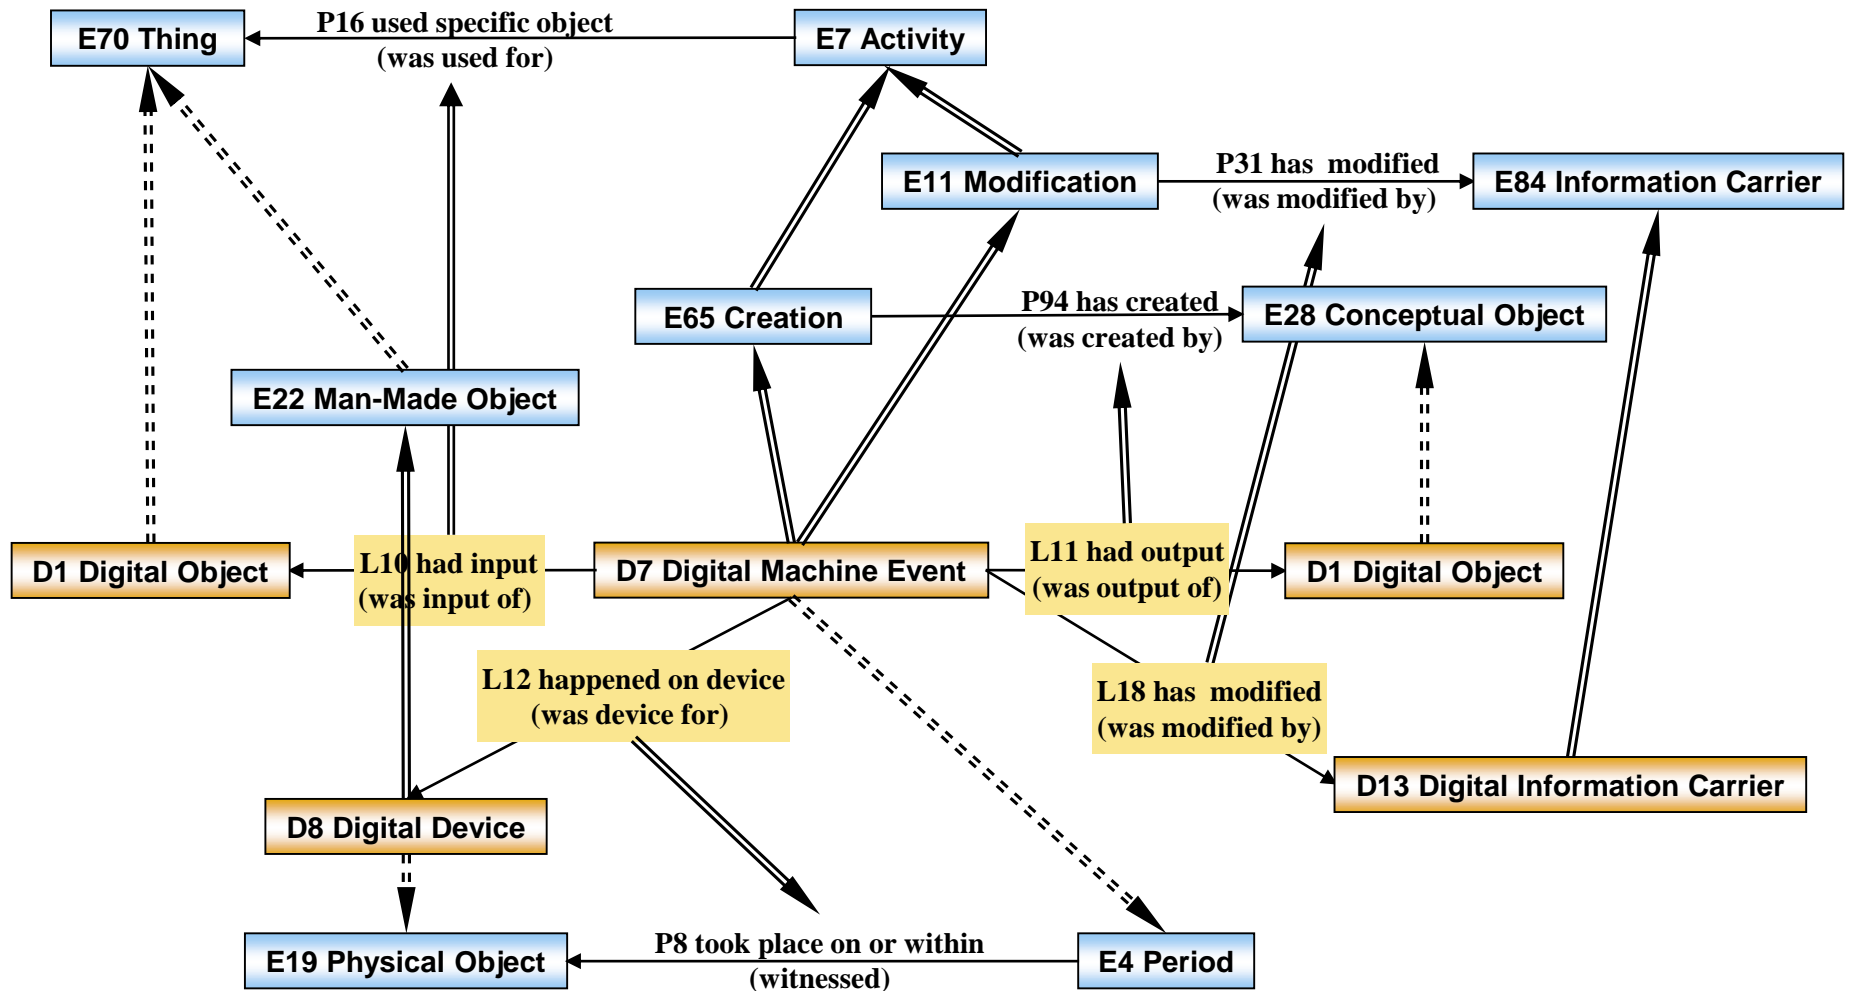 P16 used specific object
(was used for)
E70 Thing
E7 Activity
E11 Modification
P31 has  modified
(was modified by)
E84 Information Carrier
E65 Creation
P94 has created
(was created by)
E28 Conceptual Object
E22 Man-Made Object
D1 Digital Object
L10 had input
(was input of)
D7 Digital Machine Event
L11 had output
(was output of)
D1 Digital Object
L12 happened on device
(was device for)
L18 has  modified
(was modified by)
D13 Digital Information Carrier
D8 Digital Device
E19 Physical Object
P8 took place on or within
(witnessed)
E4 Period